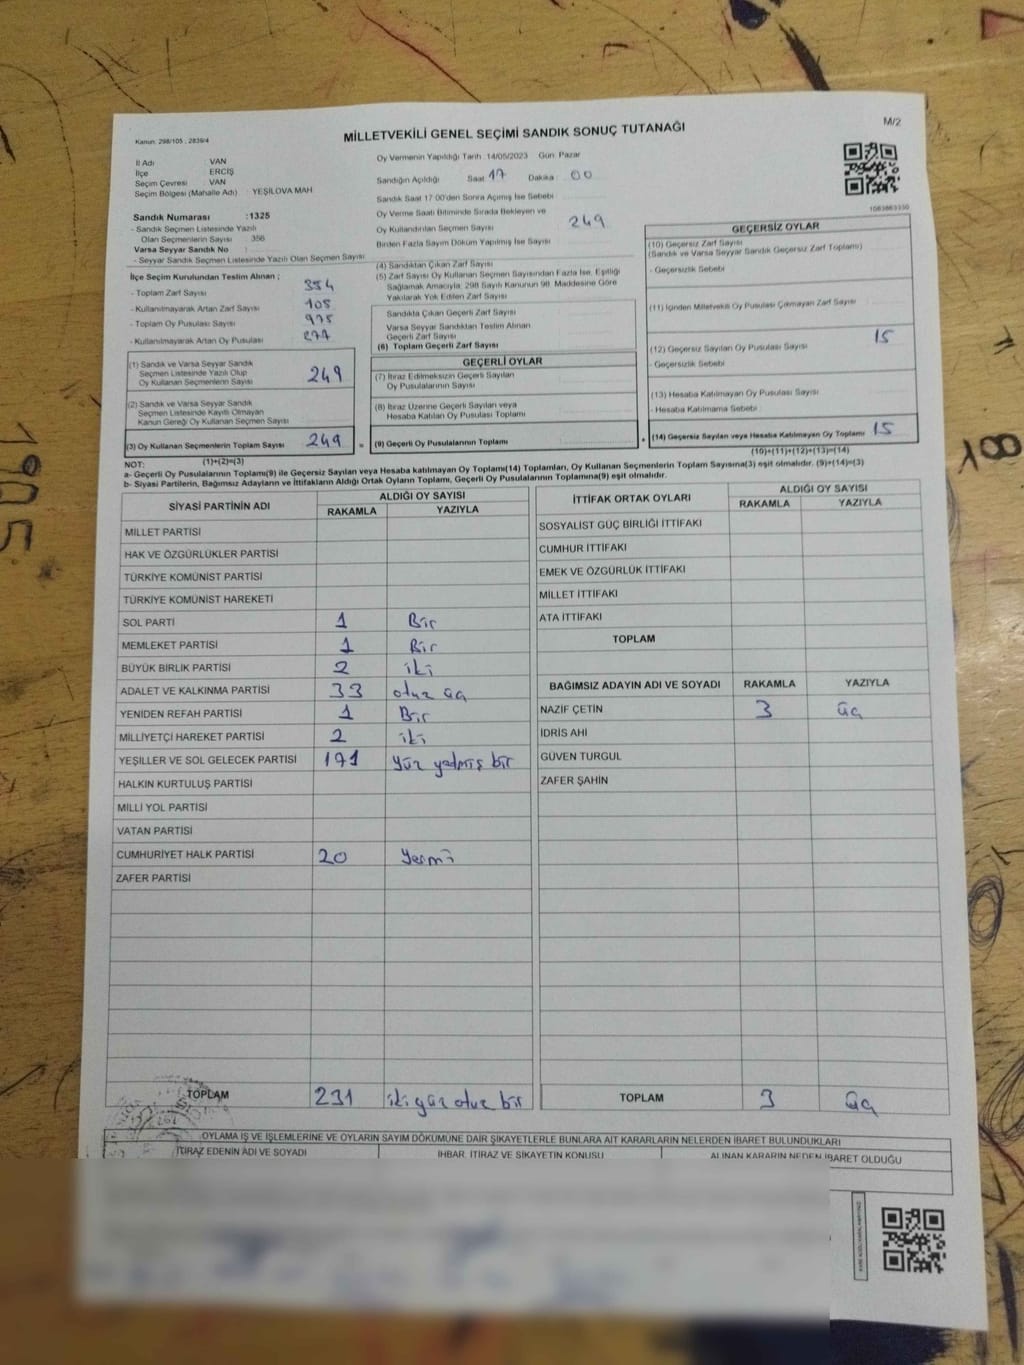 M/2
Kanun: 298/105 , 2839/4
MİLLETVEKİLİ GENEL SEÇİMİ SANDIK SONUÇ TUTANAĞI
İl Adı : VAN
İlçe : ERCİŞ
Seçim Çevresi : VAN
Seçim Bölgesi (Mahalle Adı) : YEŞİLOVA MAH
Sandık Numarası : 1325
- Sandık Seçmen Listesinde Yazılı
Olan Seçmenlerin Sayısı : 356
Varsa Seyyar Sandık No :
- Seyyar Sandık Seçmen Listesinde Yazılı Olan Seçmen Sayısı
İlçe Seçim Kurulundan Teslim Alınan ;
- Toplam Zarf Sayısı 354
- Kullanılmayarak Artan Zarf Sayısı 105
- Toplam Oy Pusulası Sayısı
- Kullanılmayarak Artan Oy Pusulası
(1) Sandık ve Varsa Seyyar Sandık
Seçmen Listesinde Yazılı Olup
Oy Kullanan Seçmenlerin Sayısı 249
(2) Sandık ve Varsa Seyyar Sandık
Seçmen Listesinde Kayıtlı Olmayan
Kanun Gereği Oy Kullanan Seçmen Sayısı
(3) Oy Kullanan Seçmenlerin Toplam Sayısı 249 =
(1)+(2)=(3)
Oy Vermenin Yapıldığı Tarih 14/05/2023 Gün: Pazar
Sandığın Açıldığı Saat 17 Dakika : 00
Sandık Saat 17:00'den Sonra Açılmış İse Sebebi
Oy Verme Saati Bitiminde Sırada Bekleyen ve
Oy Kullandırılan Seçmen Sayısı 249
Birden Fazla Sayım Döküm Yapılmış İse Sayısı
(4) Sandıktan Çıkan Zarf Sayısı
(5) Zarf Sayısı Oy Kullanan Seçmen Sayısından Fazla İse, Eşitliği
Sağlamak Amacıyla, 298 Sayılı Kanunun 98. Maddesine Göre
Yakılarak Yok Edilen Zarf Sayısı
Sandıkta Çıkan Geçerli Zarf Sayısı
Varsa Seyyar Sandıktan Teslim Alınan
Geçerli Zarf Sayısı
(6) Toplam Geçerli Zarf Sayısı
GEÇERLİ OYLAR
(7) İtiraz Edilmeksizin Geçerli Sayılan
Oy Pusulalarının Sayısı
(8) İtiraz Üzerine Geçerli Sayılan veya
Hesaba Katılan Oy Pusulası Toplamı
(9) Geçerli Oy Pusulalarının Toplamı +
GEÇERSİZ OYLAR
(10) Geçersiz Zarf Sayısı
(Sandık ve Varsa Seyyar Sandık Geçersiz Zarf Toplamı)
- Geçersizlik Sebebi
(11) İçinden Milletvekili Oy Pusulası Çıkmayan Zarf Sayısı
(12) Geçersiz Sayılan Oy Pusulası Sayısı 15
- Geçersizlik Sebebi
(13) Hesaba Katılmayan Oy Pusulası Sayısı
- Hesaba Katılmama Sebebi
(14) Geçersiz Sayılan veya Hesaba Katılmayan Oy Toplamı 15
(10)+(11)+(12)+(13)=(14)
NOT:
a- Geçerli Oy Pusulalarının Toplamı(9) ile Geçersiz Sayılan veya Hesaba katılmayan Oy Toplamı(14) Toplamları, Oy Kullanan Seçmenlerin Toplam Sayısına(3) eşit olmalıdır. (9)+(14)=(3)
b- Siyasi Partilerin, Bağımsız Adayların ve İttifakların Aldığı Ortak Oyların Toplamı, Geçerli Oy Pusulalarının Toplamına(9) eşit olmalıdır.
SİYASİ PARTİNİN ADI ALDIĞI OY SAYISI
RAKAMLA YAZIYLA
MİLLET PARTİSİ
HAK VE ÖZGÜRLÜKLER PARTİSİ
TÜRKİYE KOMÜNİST PARTİSİ
TÜRKİYE KOMÜNİST HAREKETİ
SOL PARTİ 1 Bir
MEMLEKET PARTİSİ 1 Bir
BÜYÜK BİRLİK PARTİSİ 2 iki
ADALET VE KALKINMA PARTİSİ 33 otuz üç
YENİDEN REFAH PARTİSİ 1 Bir
MİLLİYETÇİ HAREKET PARTİSİ 2 iki
YEŞİLLER VE SOL GELECEK PARTİSİ 171 Yüz yetmiş bir
HALKIN KURTULUŞ PARTİSİ
MİLLİ YOL PARTİSİ
VATAN PARTİSİ
CUMHURİYET HALK PARTİSİ 20 Yirmi
ZAFER PARTİSİ
TOPLAM 231 iki yüz otuz bir
İTTİFAK ORTAK OYLARI ALDIĞI OY SAYISI
RAKAMLA YAZIYLA
SOSYALİST GÜÇ BİRLİĞİ İTTİFAKI
CUMHUR İTTİFAKI
EMEK VE ÖZGÜRLÜK İTTİFAKI
MİLLET İTTİFAKI
ATA İTTİFAKI
TOPLAM
BAĞIMSIZ ADAYIN ADI VE SOYADI RAKAMLA YAZIYLA
NAZİF ÇETİN 3 üç
İDRİS AHİ
GÜVEN TURGUL
ZAFER ŞAHİN
TOPLAM 3 üç
OYLAMA İŞ VE İŞLEMLERİNE VE OYLARIN SAYIM DÖKÜMÜNE DAİR ŞİKAYETLERLE BUNLARA AİT KARARLARIN NELERDEN İBARET BULUNDUKLARI
İTİRAZ EDENİN ADI VE SOYADI İHBAR, İTİRAZ VE ŞİKAYETİN KONUSU ALINAN KARARIN NEDEN İBARET OLDUĞU